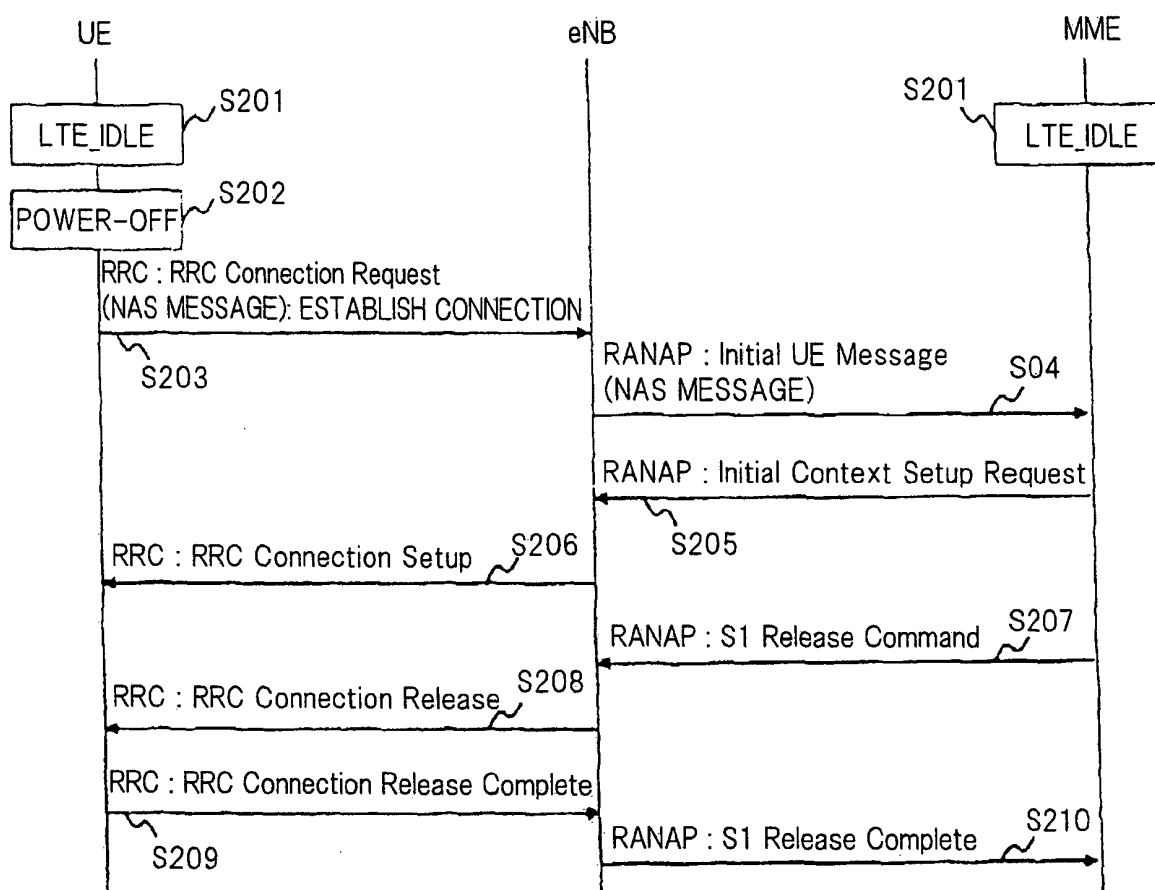 UE
eNB
MME
S201
S201
LTE_IDLE
LTE_IDLE
S202
POWER-OFF
RRC : RRC Connection Request
(NAS MESSAGE): ESTABLISH CONNECTION
S203
RANAP : Initial UE Message
(NAS MESSAGE)
S04
RANAP : Initial Context Setup Request
S205
RRC : RRC Connection Setup
S206
RANAP : S1 Release Command
S207
RRC : RRC Connection Release
S208
RRC : RRC Connection Release Complete
S209
RANAP : S1 Release Complete
S210